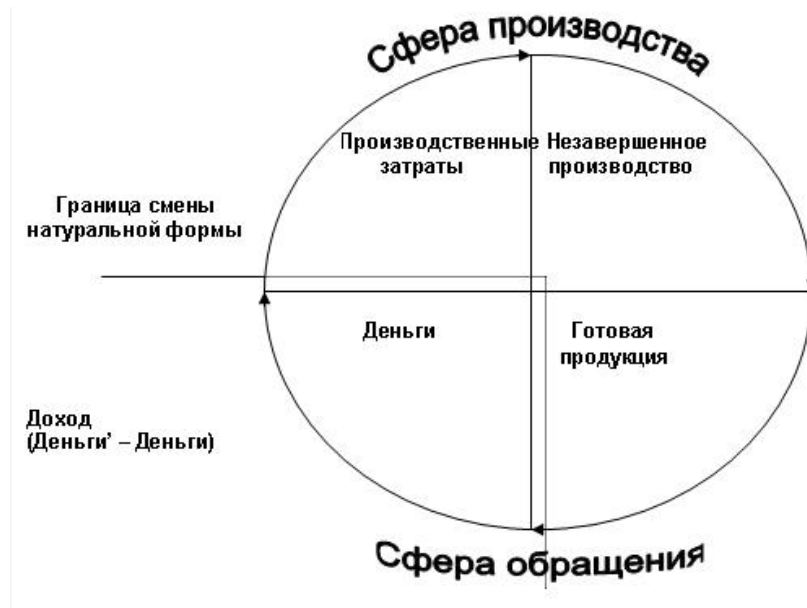 Сфера производства
Производственные
затраты
Незавершенное
производство
Граница смены
натуральной формы
Деньги
Готовая
продукция
Доход
(Деньги’ – Деньги)
Сфера обращения